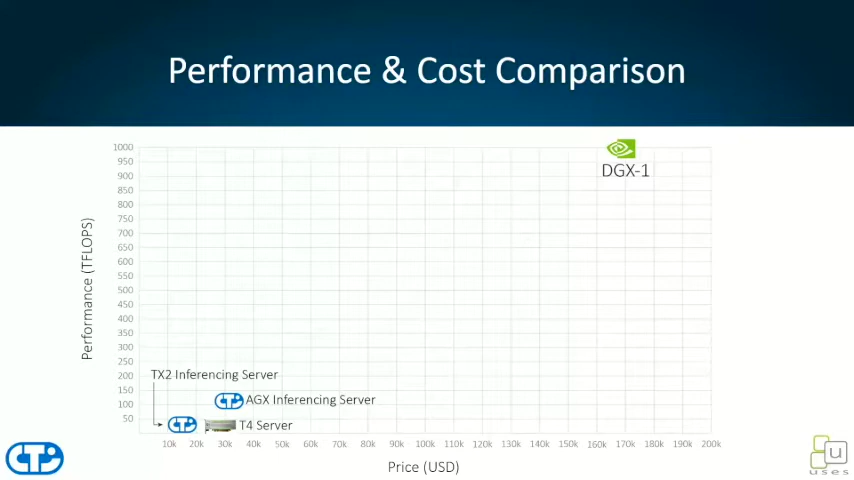 Performance & Cost Comparison
1000
950
900
850
800
750
700
650
600
550
500
450
400
350
300
250
200
150
100
50
Performance (TFLOPS)
DGX-1
TX2 Inferencing Server
AGX Inferencing Server
T4 Server
10k 20k 30k 40k 50k 60k 70k 80k 90k 100k 110k 120k 130k 140k 150k 160k 170k 180k 190k 200k
Price (USD)
u
uses